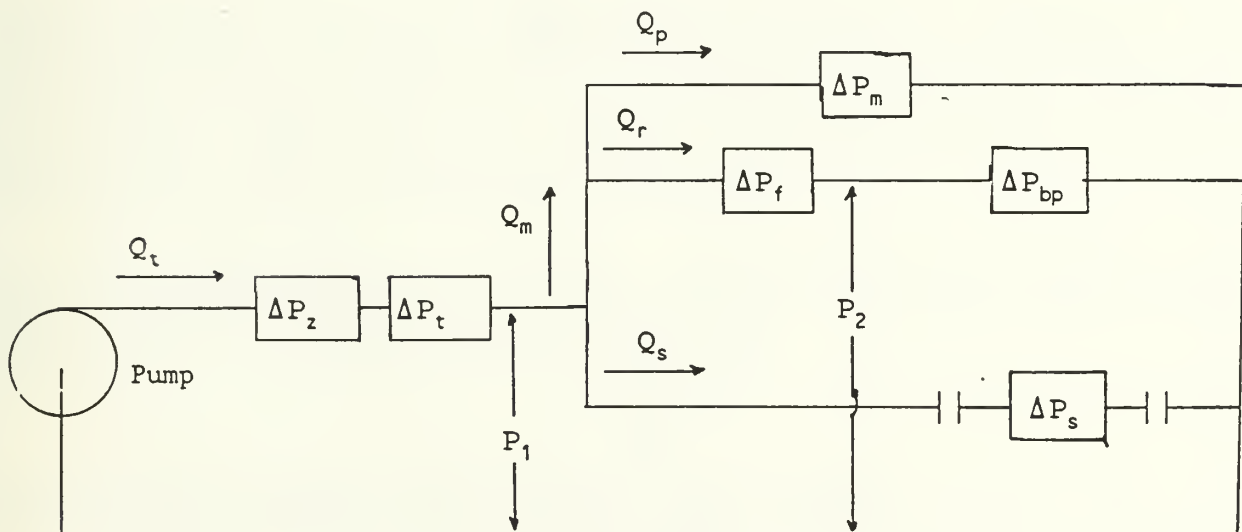 Q_p
ΔP_m
Q_r
ΔP_f
ΔP_bp
Q_m
Q_t
ΔP_z
ΔP_t
P_2
Q_s
Pump
ΔP_s
P_1